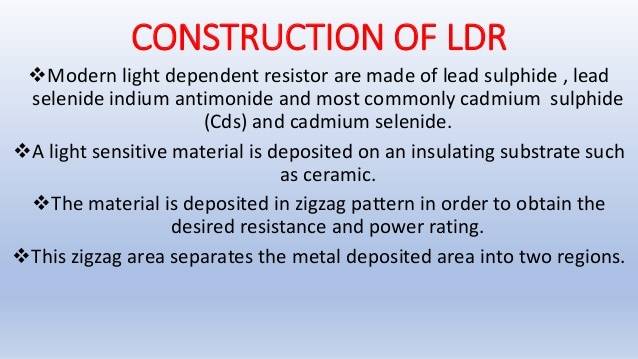 CONSTRUCTION OF LDR
❖Modern light dependent resistor are made of lead sulphide , lead
selenide indium antimonide and most commonly cadmium sulphide
(Cds) and cadmium selenide.
❖A light sensitive material is deposited on an insulating substrate such
as ceramic.
❖The material is deposited in zigzag pattern in order to obtain the
desired resistance and power rating.
❖This zigzag area separates the metal deposited area into two regions.